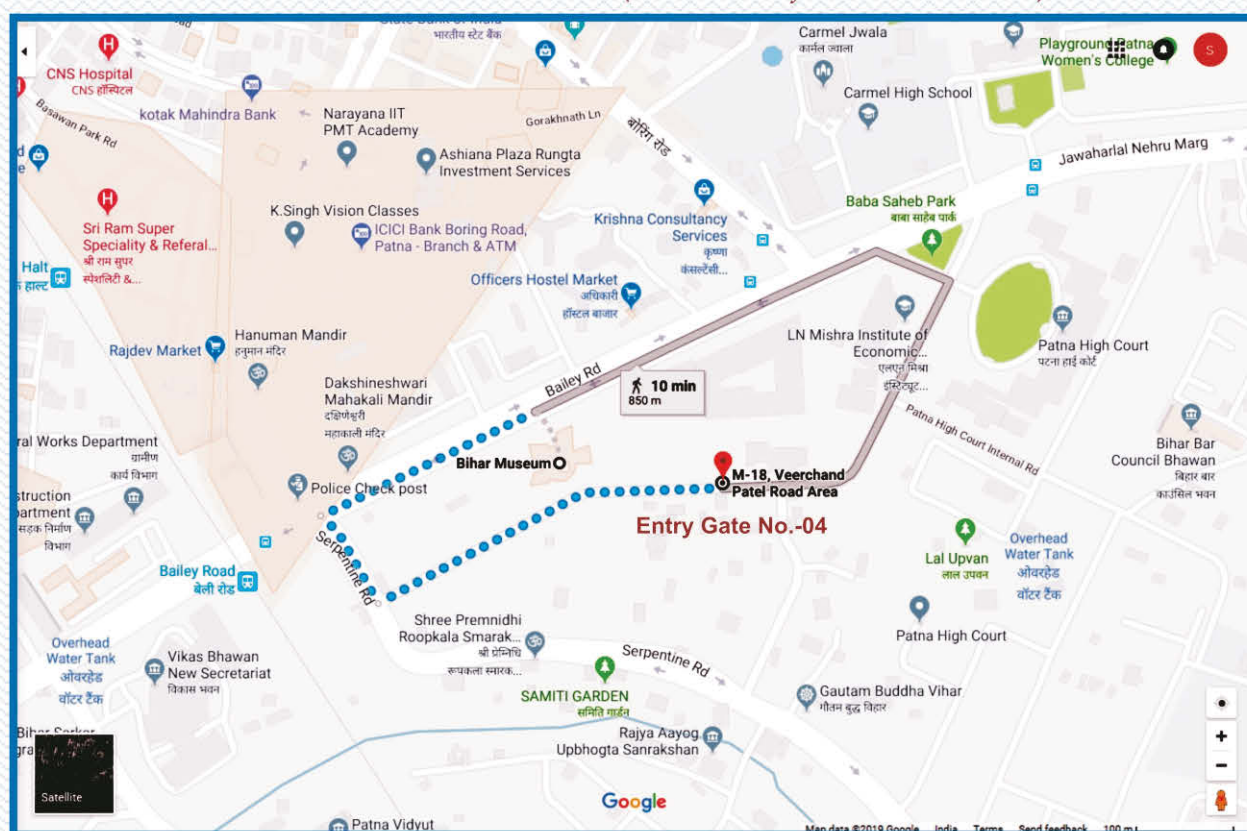 भारतीय स्टेट बैंक
CNS Hospital
CNS हॉस्पिटल
Basawan Park Rd
kotak Mahindra Bank
Narayana IIT
PMT Academy
Gorakhnath Ln
Ashiana Plaza Rungta
Investment Services
बोरिंग रोड
Carmel Jwala
कार्मल ज्वाला
Carmel High School
Playground Patna
Women's College
S
Jawaharlal Nehru Marg
Sri Ram Super
Speciality & Referal...
श्री राम सुपर
स्पेशलिटी &...
Halt
हाल्ट
K.Singh Vision Classes
ICICI Bank Boring Road,
Patna - Branch & ATM
Krishna Consultancy
Services
कृष्णा
कंसल्टेंसी...
Baba Saheb Park
बाबा साहेब पार्क
Officers Hostel Market
अधिकारी
हॉस्टल बाजार
Rajdev Market
Hanuman Mandir
हनुमान मंदिर
LN Mishra Institute of
Economic...
एलएन मिश्रा
इंस्टिट्यूट...
Patna High Court
पटना हाई कोर्ट
Bailey Rd
10 min
850 m
Dakshineshwari
Mahakali Mandir
दक्षिणेश्वरी
महाकाली मंदिर
Patna High Court Internal Rd
ral Works Department
ग्रामीण
कार्य विभाग
Bihar Museum
M-18, Veerchand
Patel Road Area
Entry Gate No.-04
Bihar Bar
Council Bhawan
बिहार बार
काउंसिल भवन
Police Check post
struction
partment
सड़क निर्माण
विभाग
Serpentine Rd
Bailey Road
बेली रोड
Lal Upvan
लाल उपवन
Overhead
Water Tank
ओवरहेड
वॉटर टैंक
Patna High Court
Shree Premnidhi
Roopkala Smarak...
श्री प्रेमनिधि
रूपकला स्मारक...
Serpentine Rd
Overhead
Water Tank
ओवरहेड
वॉटर टैंक
Vikas Bhawan
New Secretariat
विकास भवन
SAMITI GARDEN
समिति गार्डन
Gautam Buddha Vihar
गौतम बुद्ध विहार
Rajya Aayog
Upbhogta Sanrakshan
Bihar Sarkar
Satellite
Google
Patna Vidyut
Map data ©2019 Google India Terms Send feedback 100 m